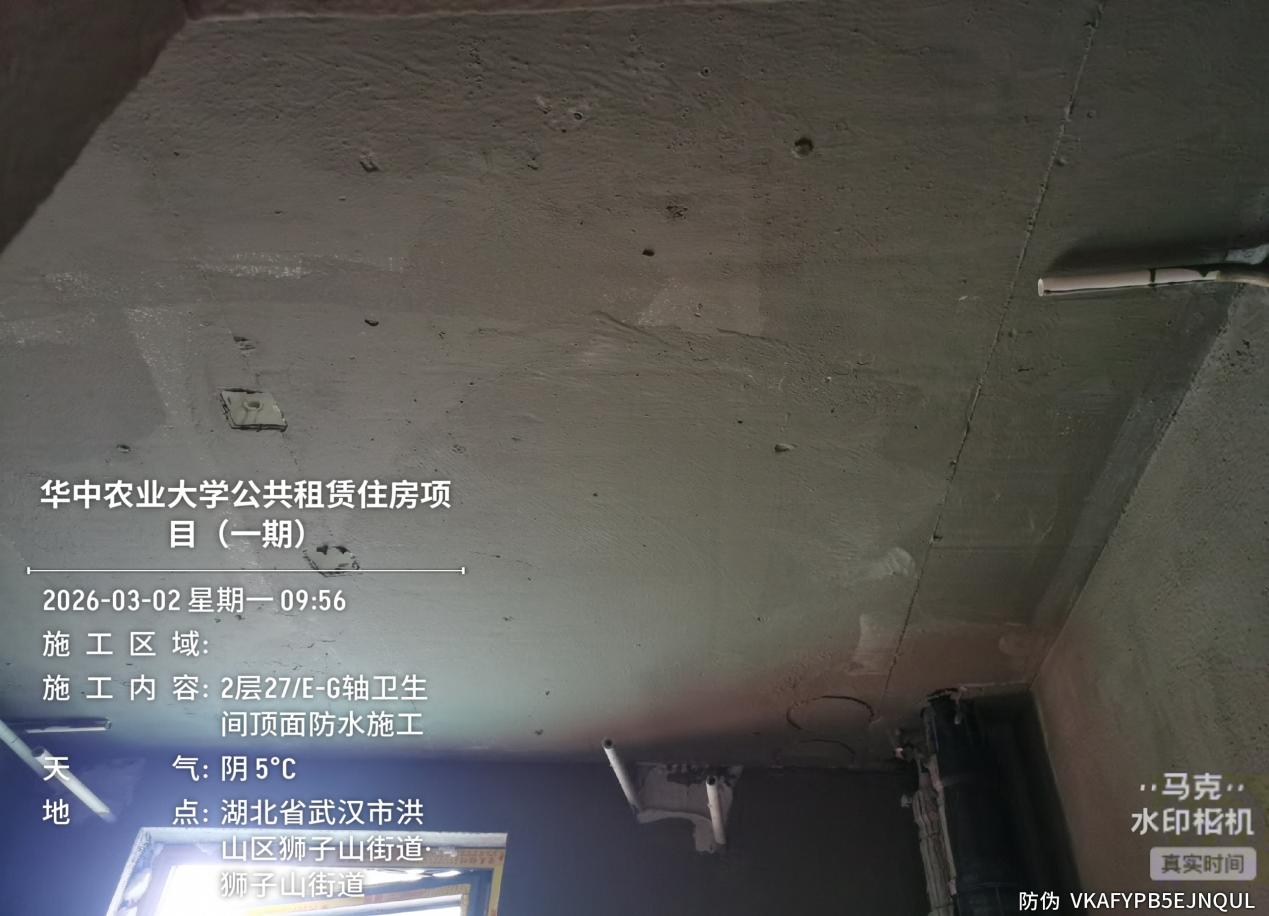 华中农业大学公共租赁住房项
目（一期）
2026-03-02 星期一 09:56
施工区域:
施工内容: 2层27/E-G轴卫生
间顶面防水施工
天气: 阴 5°C
地点: 湖北省武汉市洪
山区狮子山街道·
狮子山街道
马克
水印相机
真实时间
防伪 VKAFYPB5EJNQUL